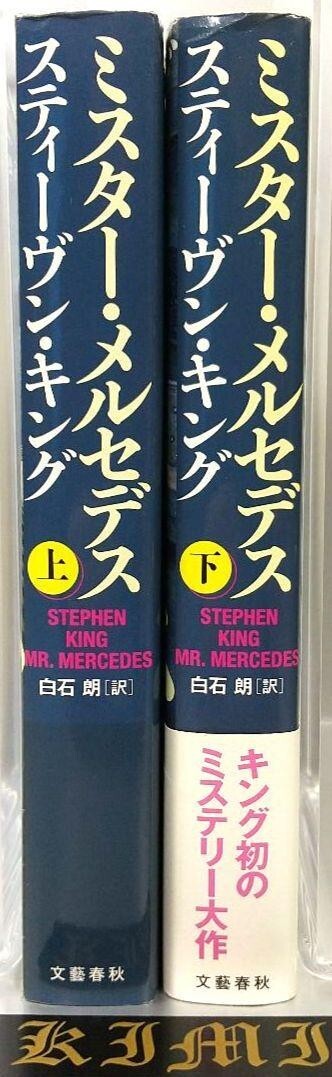 ミスター・メルセデス
スティーヴン・キング
上
STEPHEN
KING
MR. MERCEDES
白石 朗［訳］
文藝春秋
ミスター・メルセデス
スティーヴン・キング
下
STEPHEN
KING
MR. MERCEDES
白石 朗［訳］
キング初の
ミステリー大作
文藝春秋
KIMI